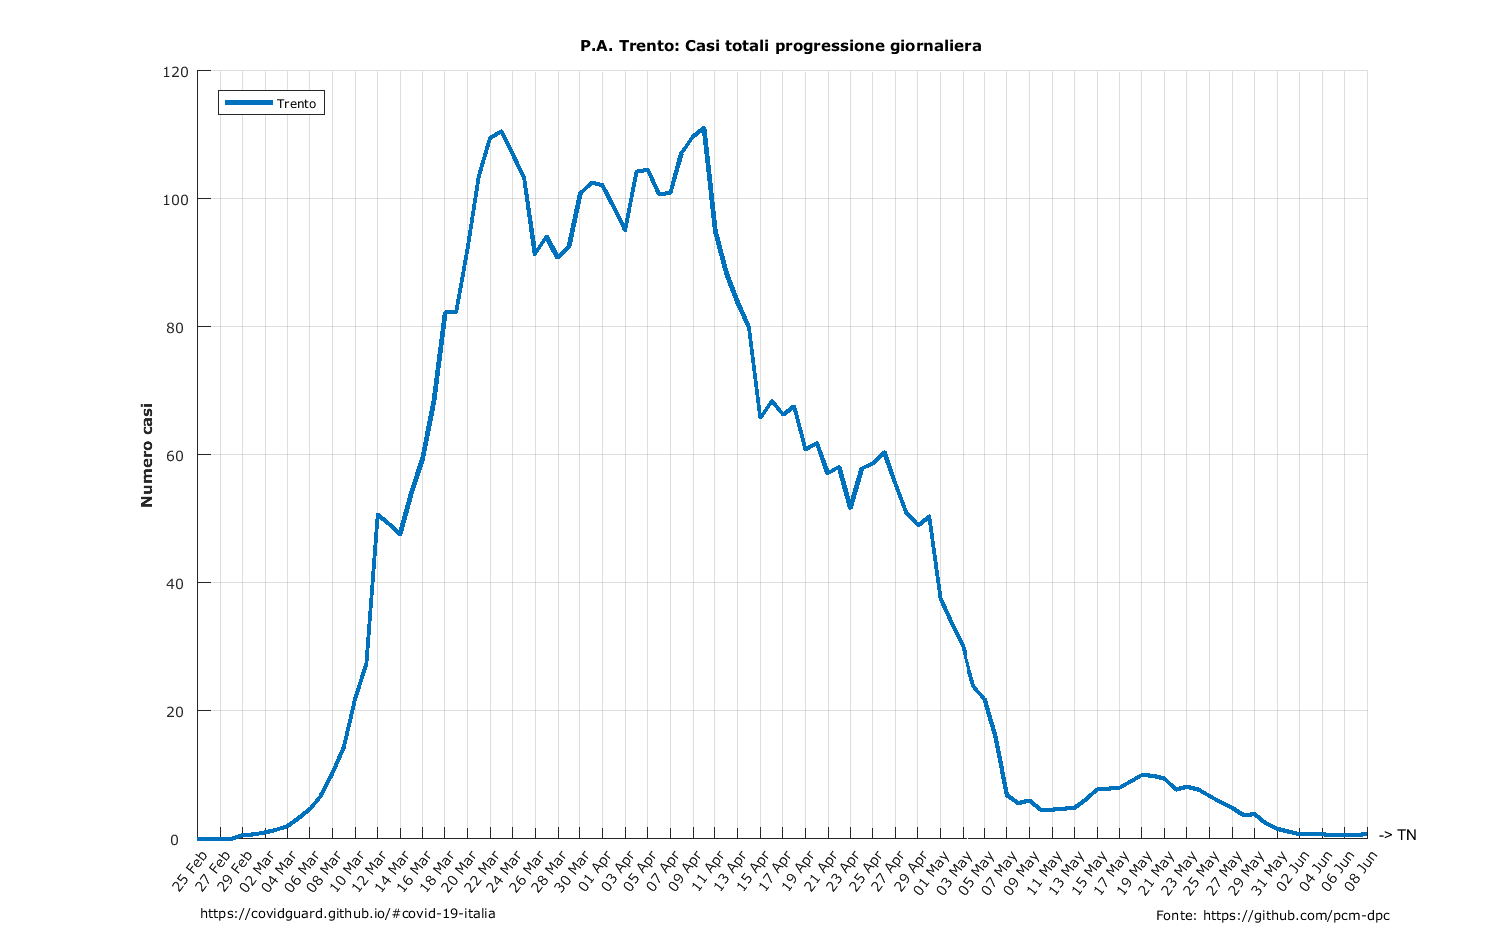 P.A. Trento: Casi totali progressione giornaliera
Trento
Numero casi
120
100
80
60
40
20
0
25 Feb
27 Feb
29 Feb
02 Mar
04 Mar
06 Mar
08 Mar
10 Mar
12 Mar
14 Mar
16 Mar
18 Mar
20 Mar
22 Mar
24 Mar
26 Mar
28 Mar
30 Mar
01 Apr
03 Apr
05 Apr
07 Apr
09 Apr
11 Apr
13 Apr
15 Apr
17 Apr
19 Apr
21 Apr
23 Apr
25 Apr
27 Apr
29 Apr
01 May
03 May
05 May
07 May
09 May
11 May
13 May
15 May
17 May
19 May
21 May
23 May
25 May
27 May
29 May
31 May
02 Jun
04 Jun
06 Jun
08 Jun
-> TN
https://covidguard.github.io/#covid-19-italia
Fonte: https://github.com/pcm-dpc